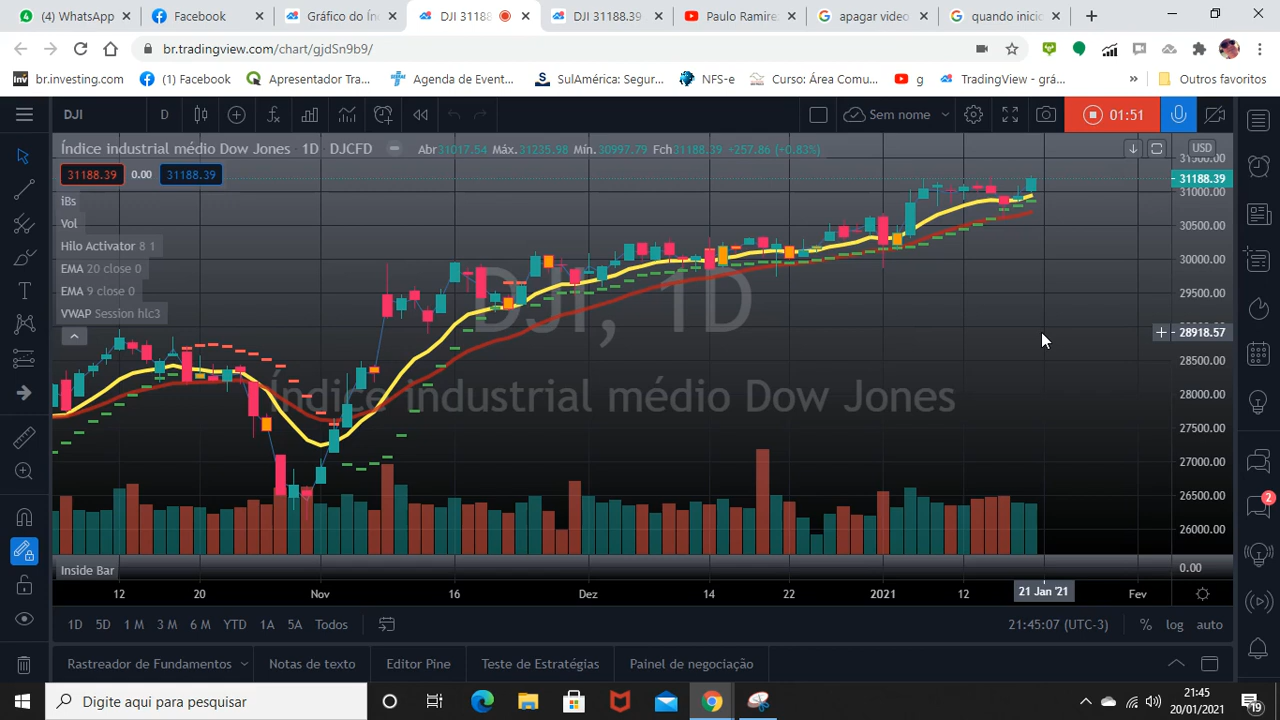 4 WhatsApp
Facebook
Gráfico do Ín
DJI 31188
DJI 31188.39
Paulo Ramire
apagar video
quando inicio
br.tradingview.com/chart/gjdSn9b9/
br.investing.com
(1) Facebook
Apresentador Tra...
Agenda de Event...
SulAmérica: Segur...
NFS-e
Curso: Área Comu...
g
TradingView - grá...
»
Outros favoritos
DJI
D
Sem nome
01:51
Índice industrial médio Dow Jones • 1D • DJCFD
Abr31017.54 Máx.31235.98 Mín.30997.79 Fch31188.39 +257.86 (+0.83%)
USD
31188.39 0.00 31188.39
iBs
Vol
Hilo Activator 8 1
EMA 20 close 0
EMA 9 close 0
VWAP Session hlc3
DJI, 1D
Índice industrial médio Dow Jones
31500.00
31188.39
31000.00
30500.00
30000.00
29500.00
28918.57
28500.00
28000.00
27500.00
27000.00
26500.00
26000.00
2
Inside Bar
0.00
12 20 Nov 16 Dez 14 22 2021 12 21 Jan '21 Fev
1D 5D 1 M 3 M 6 M YTD 1A 5A Todos
21:45:07 (UTC-3) % log auto
Rastreador de Fundamentos Notas de texto Editor Pine Teste de Estratégias Painel de negociação
Digite aqui para pesquisar
21:45
20/01/2021
19